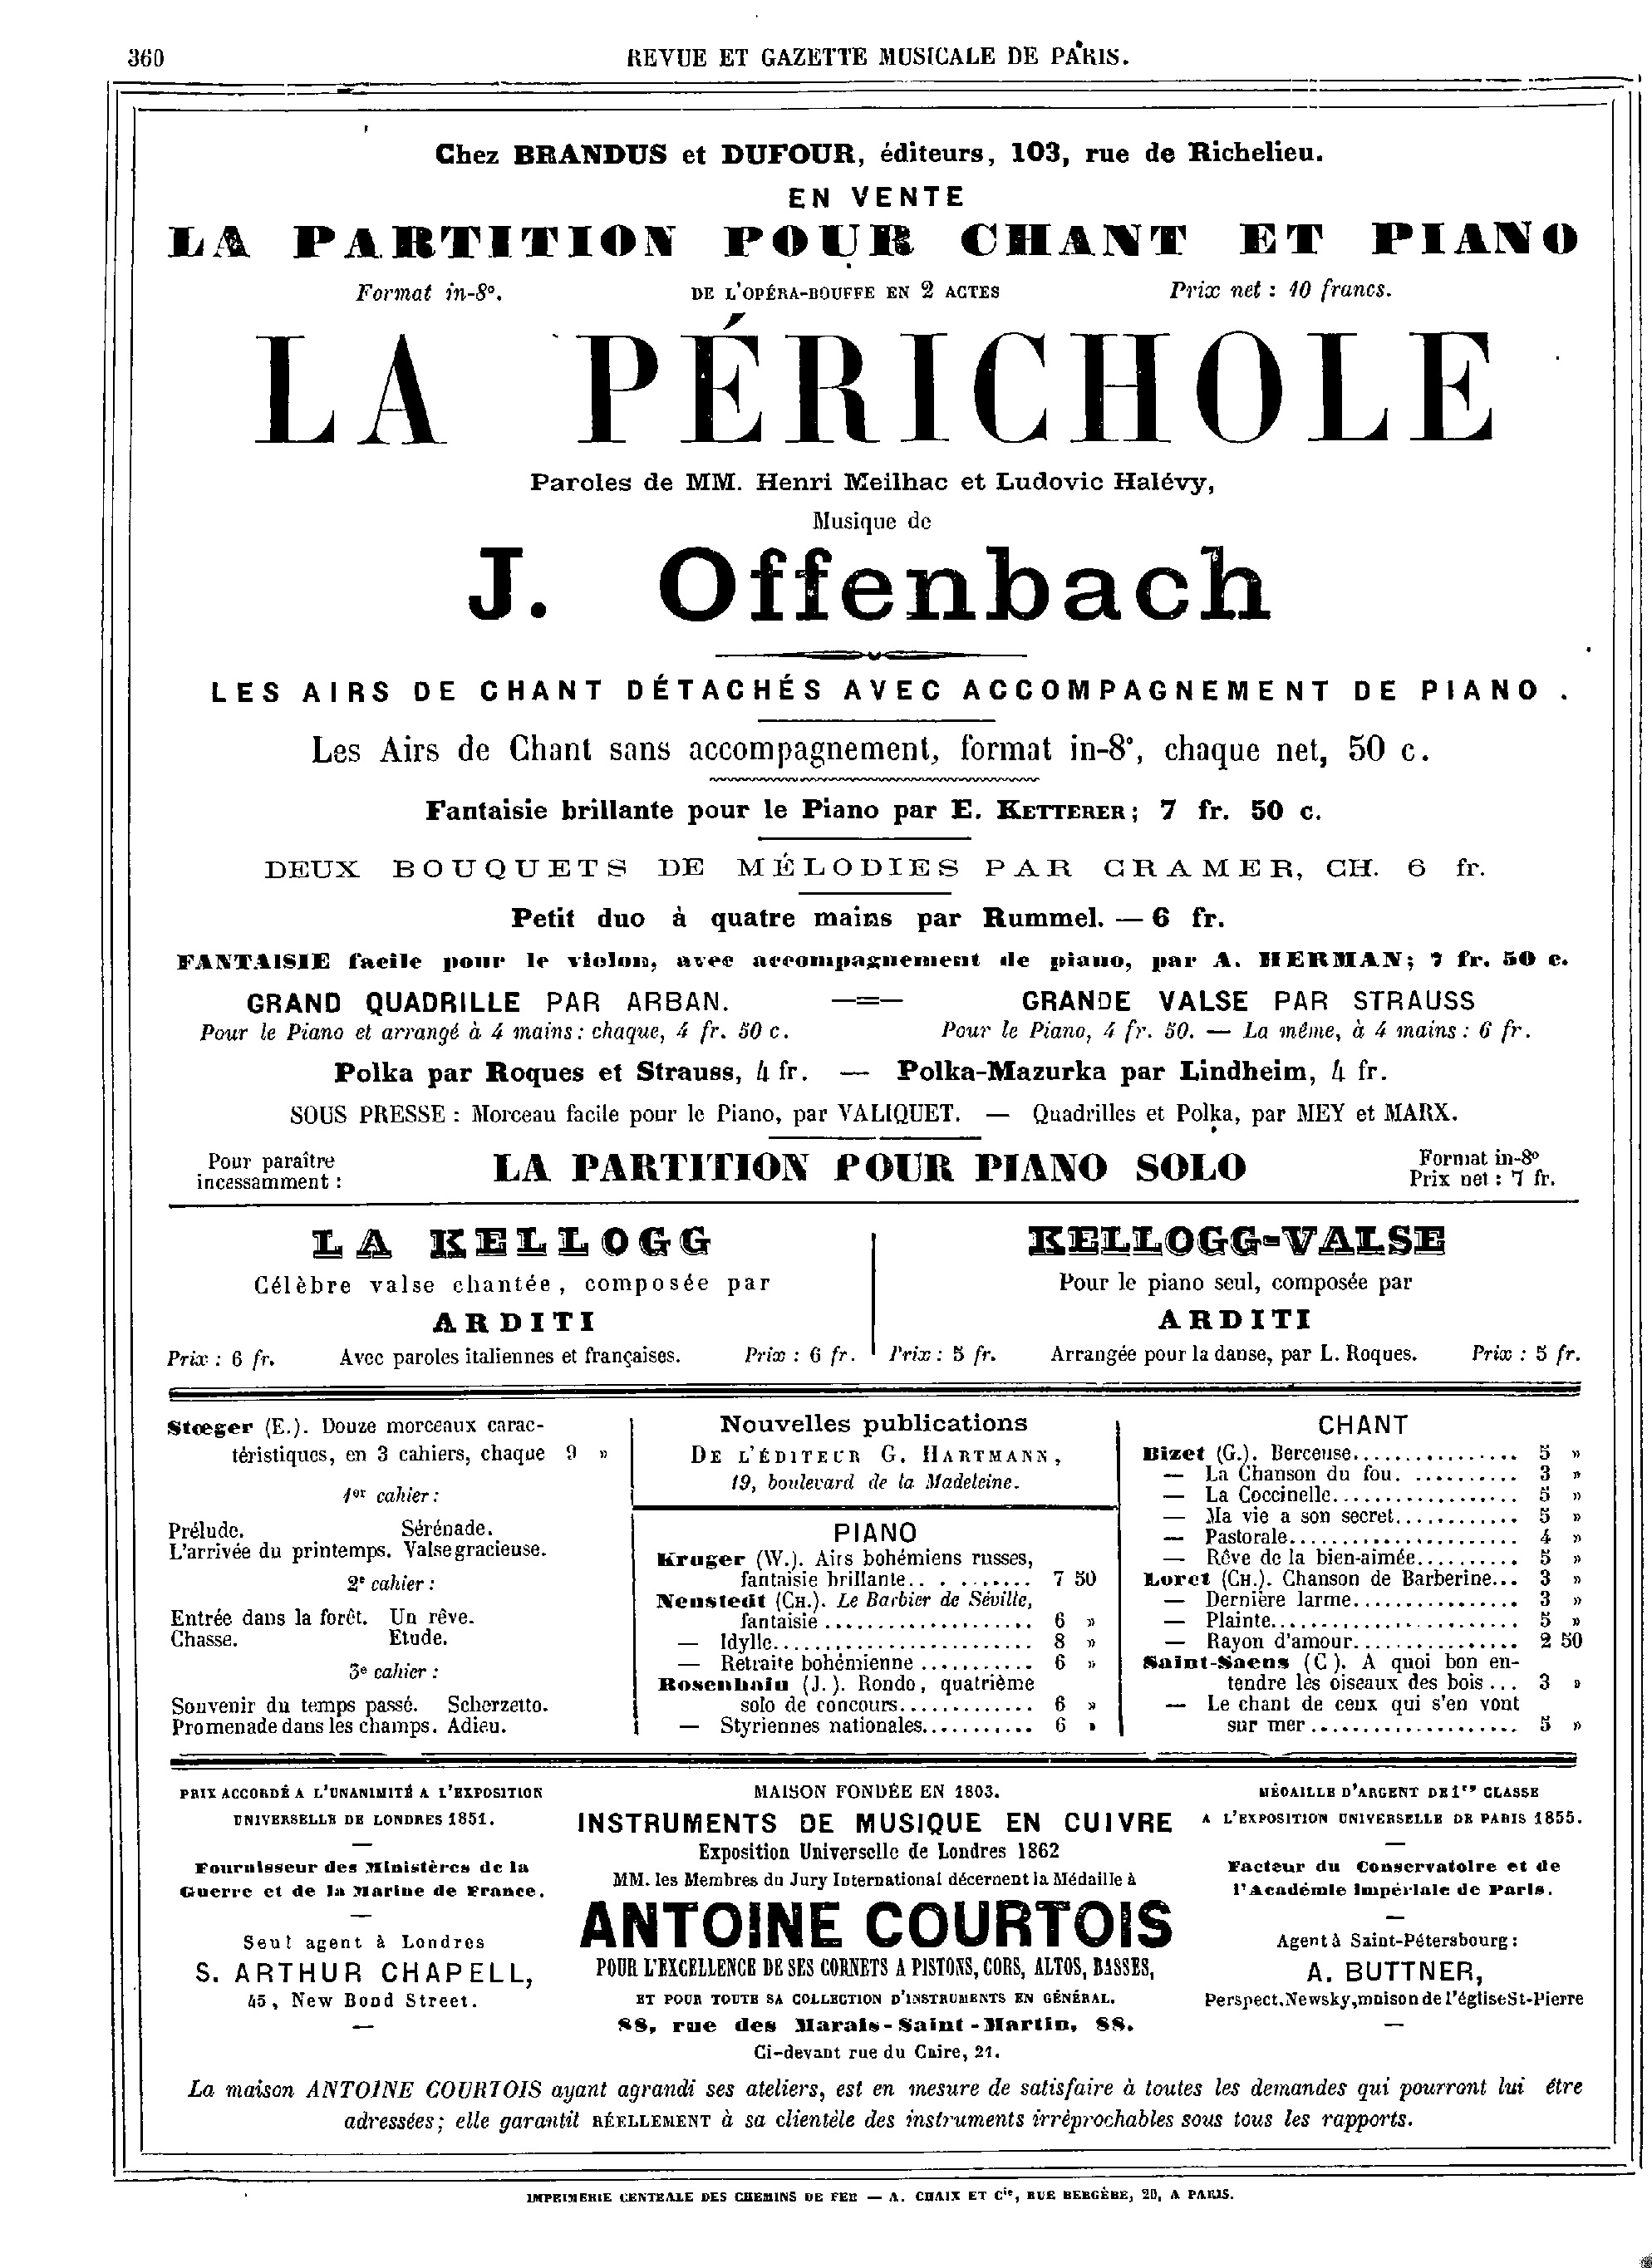 360
REVUE ET GAZETTE MUSICALE DE PARIS.
Chez BRANDUS et DUFOUR, éditeurs, 103, rue de Richelieu.
EN VENTE
LA PARTITION POUR CHANT ET PIANO
Format in-8°. DE L'OPÉRA-BOUFFE EN 2 ACTES Prix net : 10 francs.
LA PÉRICHOLE
Paroles de MM. Henri Meilhac et Ludovic Halévy,
Musique de
J. Offenbach
LES AIRS DE CHANT DÉTACHÉS AVEC ACCOMPAGNEMENT DE PIANO .
Les Airs de Chant sans accompagnement, format in-8°, chaque net, 50 c.
Fantaisie brillante pour le Piano par E. KETTERER; 7 fr. 50 c.
DEUX BOUQUETS DE MÉLODIES PAR CRAMER, CH. 6 fr.
Petit duo à quatre mains par Rummel. — 6 fr.
FANTAISIE facile pour le violon, avec accompagnement de piano, par A. HERMAN; 7 fr. 50 c.
GRAND QUADRILLE PAR ARBAN.
Pour le Piano et arrangé à 4 mains : chaque, 4 fr. 50 c.
GRANDE VALSE PAR STRAUSS
Pour le Piano, 4 fr. 50. — La même, à 4 mains : 6 fr.
Polka par Roques et Strauss, 4 fr. — Polka-Mazurka par Lindheim, 4 fr.
SOUS PRESSE : Morceau facile pour le Piano, par VALIQUET. — Quadrilles et Polka, par MEY et MARX.
Pour paraître
incessamment :
LA PARTITION POUR PIANO SOLO
Format in-8°
Prix net : 7 fr.
LA KELLOGG
Célèbre valse chantée, composée par
ARDITI
Prix : 6 fr. Avec paroles italiennes et françaises. Prix : 6 fr.
KELLOGG-VALSE
Pour le piano seul, composée par
ARDITI
Prix : 5 fr. Arrangée pour la danse, par L. Roques. Prix : 5 fr.
Stœger (E.). Douze morceaux carac-
téristiques, en 3 cahiers, chaque 9 »
1er cahier :
Prélude. Sérénade.
L'arrivée du printemps. Valse gracieuse.
2e cahier :
Entrée dans la forêt. Un rêve.
Chasse. Etude.
3e cahier :
Souvenir du temps passé. Scherzetto.
Promenade dans les champs. Adieu.
Nouvelles publications
DE L'ÉDITEUR G. HARTMANN,
19, boulevard de la Madeleine.
PIANO
Kruger (W.). Airs bohémiens russes,
fantaisie brillante.. . ....... 7 50
Neustedt (CH.). Le Barbier de Séville,
fantaisie .................... 6 »
— Idylle......................... 8 »
— Retraite bohémienne ........... 6 »
Rosenhain (J.). Rondo, quatrième
solo de concours............. 6 »
— Styriennes nationales........... 6 »
CHANT
Bizet (G.). Berceuse................ 5 »
— La Chanson du fou. .......... 3 »
— La Coccinelle.................. 5 »
— Ma vie a son secret............ 5 »
— Pastorale...................... 4 »
— Rêve de la bien-aimée.......... 5 »
Loret (CH.). Chanson de Barberine... 3 »
— Dernière larme................ 3 »
— Plainte........................ 5 »
— Rayon d'amour................ 2 50
Saint-Saens (C ). A quoi bon en-
tendre les oiseaux des bois ... 3 »
— Le chant de ceux qui s'en vont
sur mer .................... 5 »
PRIX ACCORDÉ A L'UNANIMITÉ A L'EXPOSITION
UNIVERSELLE DE LONDRES 1851.
Fournisseur des Ministères de la
Guerre et de la Marine de France.
Seul agent à Londres
S. ARTHUR CHAPELL,
45, New Bond Street.
MAISON FONDÉE EN 1803.
INSTRUMENTS DE MUSIQUE EN CUIVRE
Exposition Universelle de Londres 1862
MM. les Membres du Jury International décernent la Médaille à
ANTOINE COURTOIS
POUR L'EXCELLENCE DE SES CORNETS A PISTONS, CORS, ALTOS, BASSES,
ET POUR TOUTE SA COLLECTION D'INSTRUMENTS EN GÉNÉRAL.
88, rue des Marais-Saint-Martin, 88.
Ci-devant rue du Caire, 21.
MÉDAILLE D'ARGENT DE 1re CLASSE
A L'EXPOSITION UNIVERSELLE DE PARIS 1855.
Facteur du Conservatoire et de
l'Académie Impériale de Paris.
Agent à Saint-Pétersbourg :
A. BUTTNER,
Perspect. Newsky, maison de l'église St-Pierre
La maison ANTOINE COURTOIS ayant agrandi ses ateliers, est en mesure de satisfaire à toutes les demandes qui pourront lui être
adressées; elle garantit RÉELLEMENT à sa clientèle des instruments irréprochables sous tous les rapports.
IMPRIMERIE CENTRALE DES CHEMINS DE FER — A. CHAIX ET Cie, RUE BERGÈRE, 20, A PARIS.